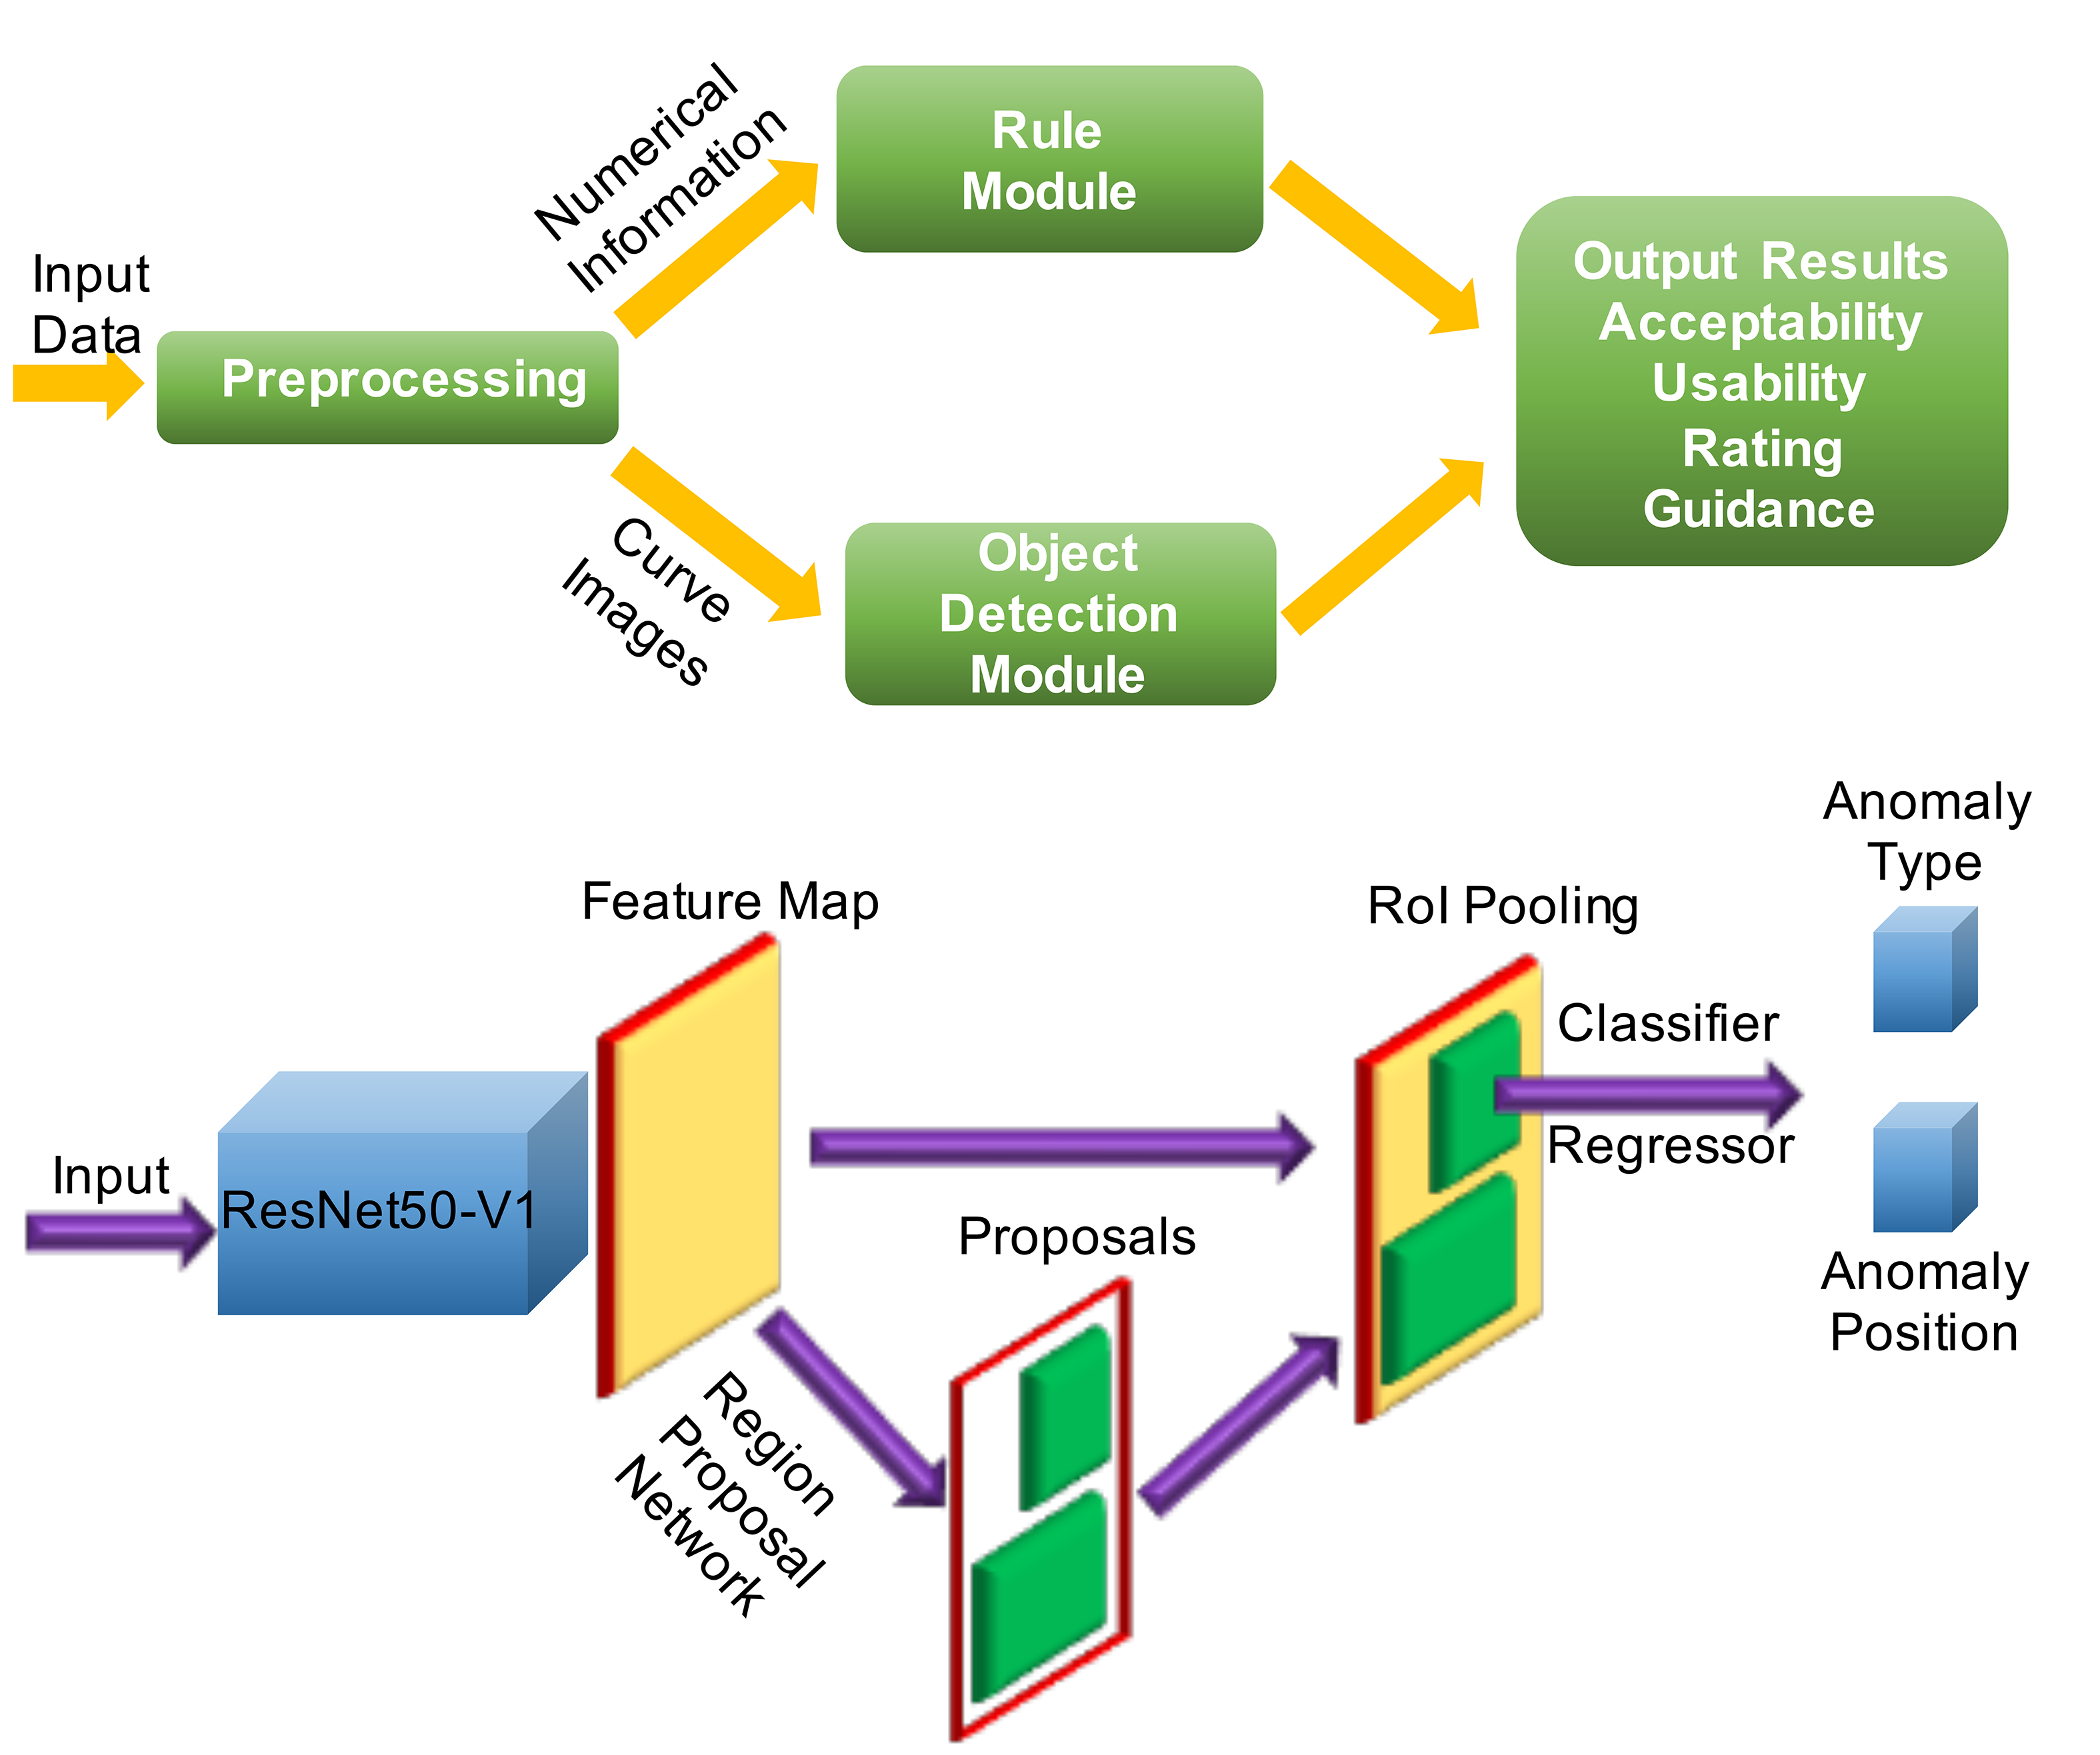 Input
Data
Preprocessing
Numerical
Information
Rule
Module
Curve
Images
Object
Detection
Module
Output Results
Acceptability
Usability
Rating
Guidance
Input
ResNet50-V1
Feature Map
Region
Proposal
Network
Proposals
RoI Pooling
Classifier
Regressor
Anomaly
Type
Anomaly
Position